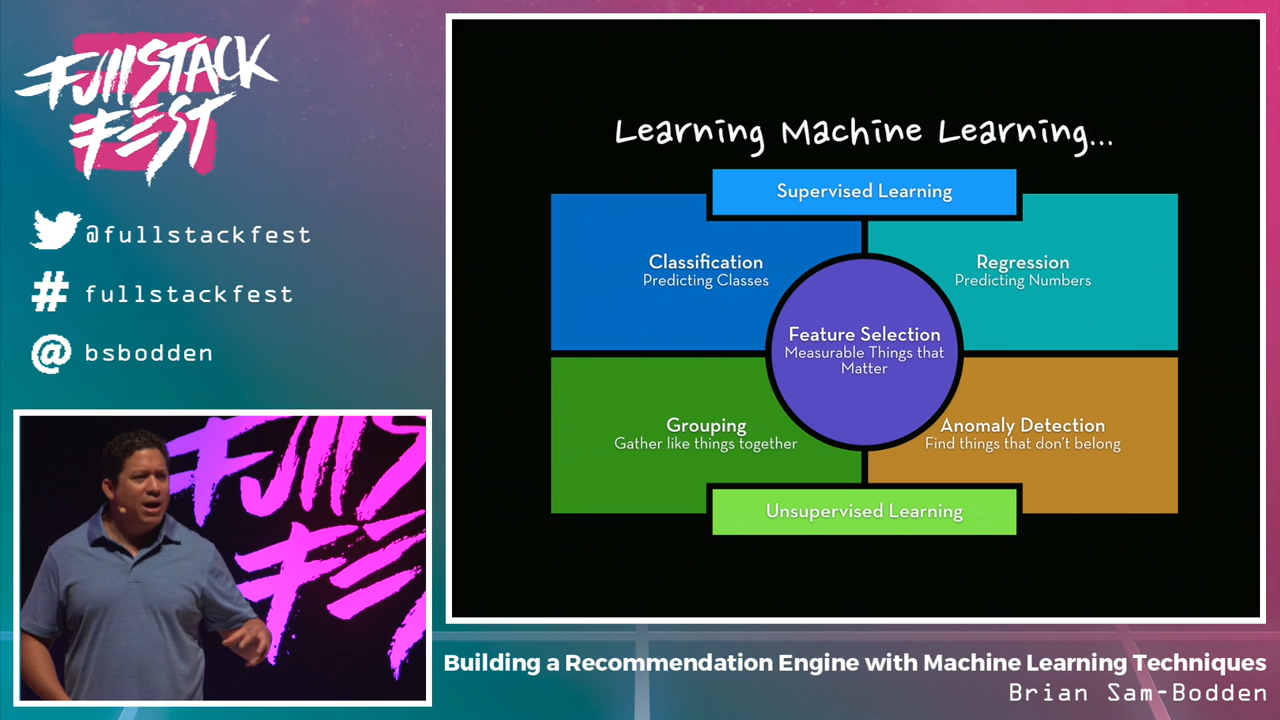 FullStack
Fest
@fullstackfest
# fullstackfest
@ bsbodden
Learning Machine Learning...
Supervised Learning
Classification
Predicting Classes
Regression
Predicting Numbers
Feature Selection
Measurable Things that
Matter
Grouping
Gather like things together
Anomaly Detection
Find things that don't belong
Unsupervised Learning
FullStack
Fest
Building a Recommendation Engine with Machine Learning Techniques
Brian Sam-Bodden